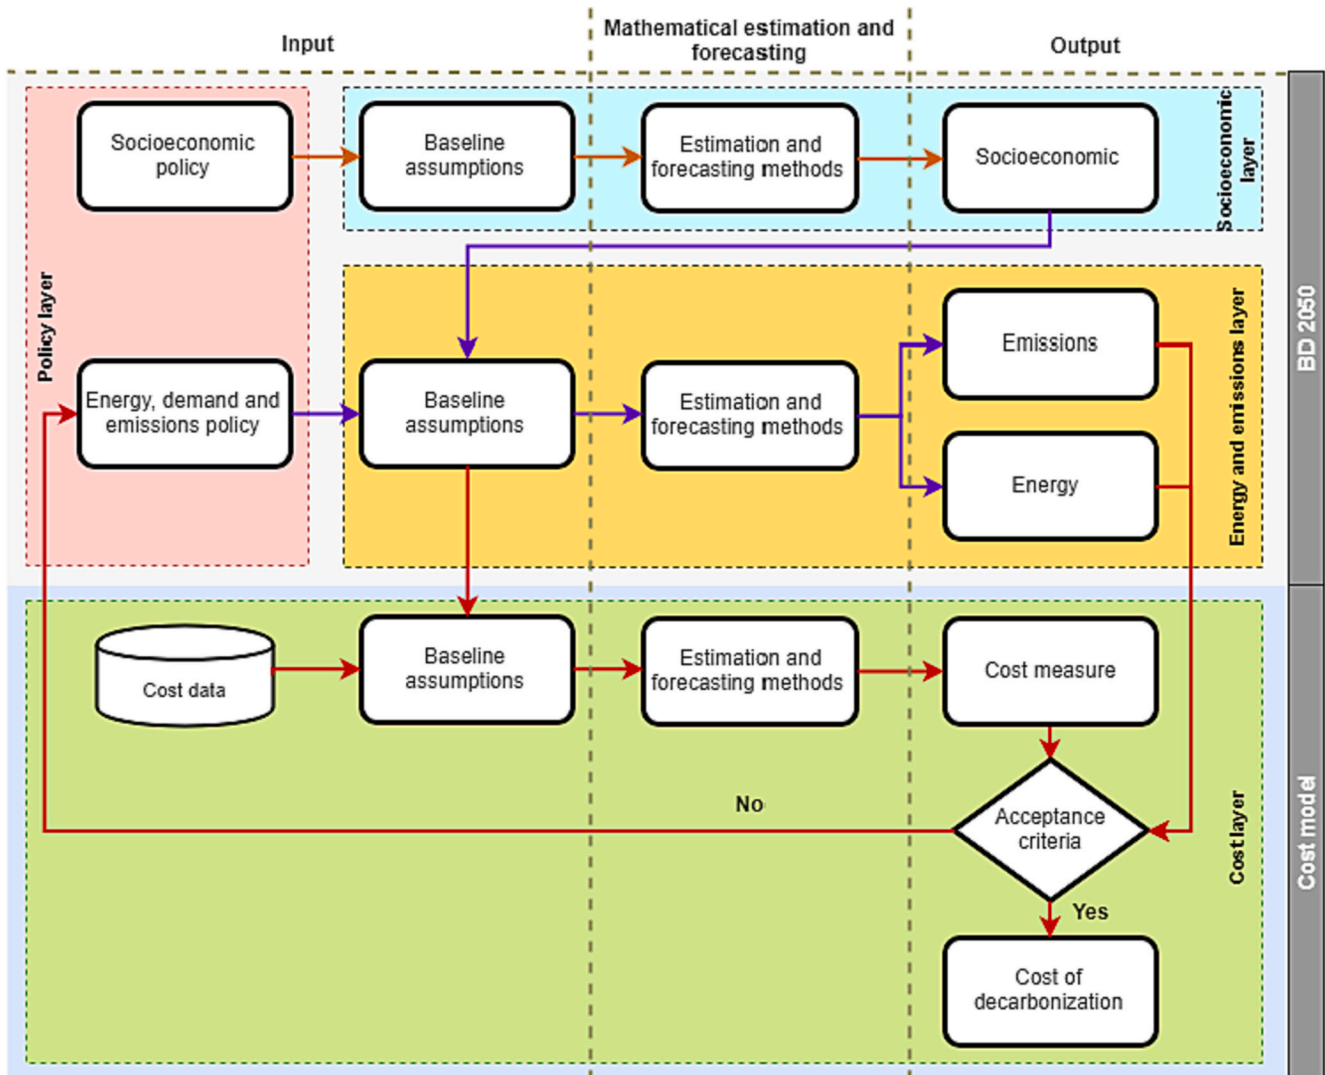 Input
Mathematical estimation and
forecasting
Output
Socioeconomic
policy
Baseline
assumptions
Estimation and
forecasting methods
Socioeconomic
Socioeconomic
layer
Policy layer
Energy, demand and
emissions policy
Baseline
assumptions
Estimation and
forecasting methods
Emissions
Energy
Energy and emissions layer
BD 2050
Cost data
Baseline
assumptions
Estimation and
forecasting methods
Cost measure
No
Acceptance
criteria
Yes
Cost of
decarbonization
Cost layer
Cost model